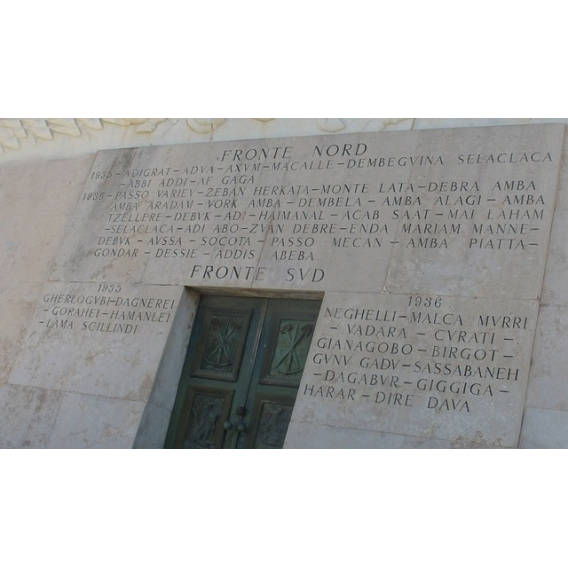 FRONTE NORD
1935-ADIGRAT-ADVA-AXVM-MACALLE-DEMBEGVINA SELACLACA
-ABBI ADDI-AF GAGA
1936-PASSO VARIEV-ZEBAN HERKATA-MONTE LATA-DEBRA AMBA
AMBA ARADAM-VORK AMBA-DEMBELA-AMBA ALAGI-AMBA
TZELLERE-DEBVK-ADI-HAIMANAL-ACAB SAAT-MAI LAHAM
-SELACLACA-ADI ABO-ZVAN DEBRE-ENDA MARIAM MANNE-
DEBVK-AVSSA-SOCOTA-PASSO MECAN-AMBA PIATTA-
GONDAR-DESSIE-ADDIS ABEBA
FRONTE SVD
1935
GHERLOGVBI-DAGNEREI
-GORAHEI-HAMANLEI
-LAMA SCILLINDI
1936
NEGHELLI-MALCA MVRRI
-VADARA-CVRATI-
GIANAGOBO-BIRGOT-
GVNV GADV-SASSABANEH
-DAGABVR-GIGGIGA-
HARAR-DIRE DAVA